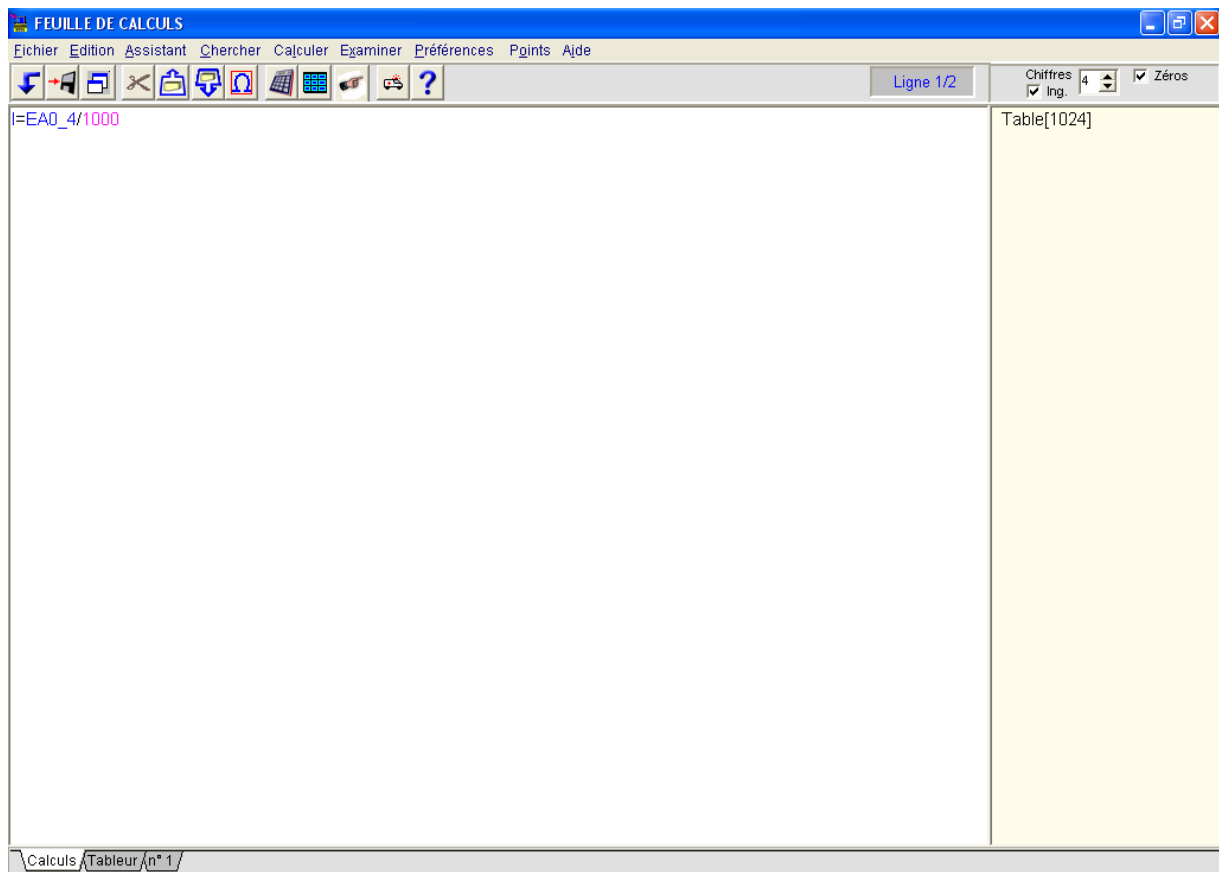 FEUILLE DE CALCULS
Fichier Edition Assistant Chercher Calculer Examiner Préférences Points Aide
Ω ? Ligne 1/2 Chiffres 4 Zéros
Ing.
I=EA0_4/1000 Table[1024]
Calculs Tableur n° 1